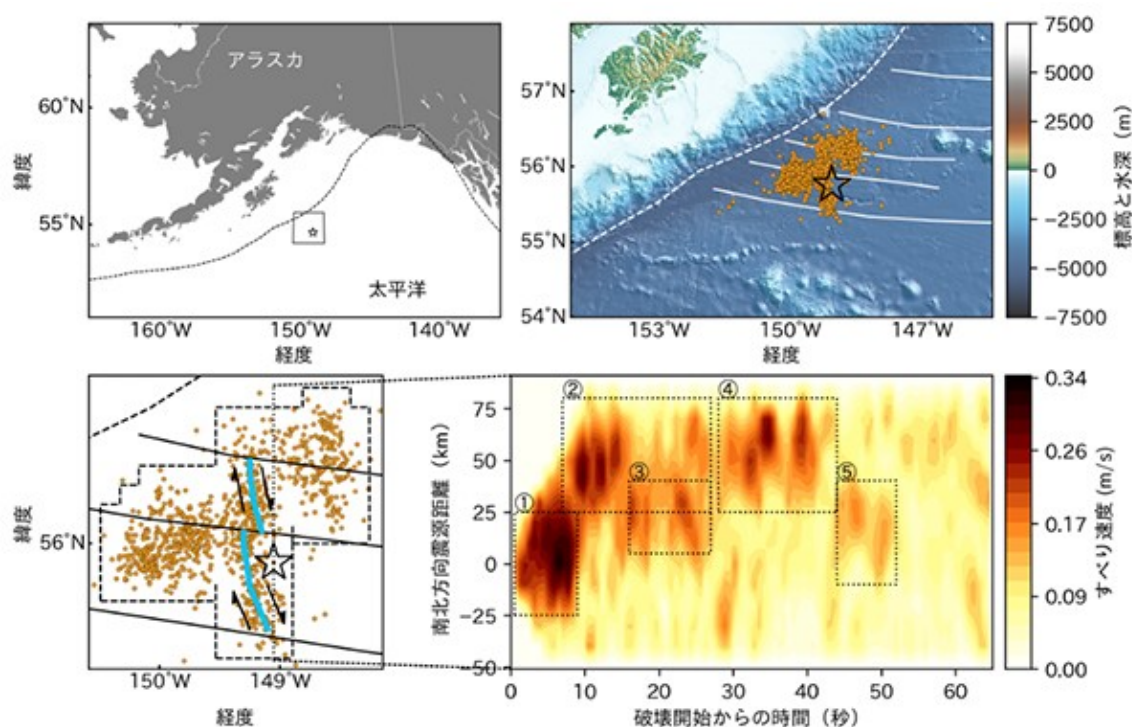 アラスカ
太平洋
60°N
55°N
緯度
160°W
150°W
140°W
経度
57°N
56°N
55°N
54°N
153°W
150°W
147°W
経度
7500
5000
2500
0
−2500
−5000
−7500
標高と水深 (m)
緯度
56°N
150°W
149°W
経度
南北方向震源距離 (km)
75
50
25
0
−25
−50
①
②
③
④
⑤
0
10
20
30
40
50
60
破壊開始からの時間 (秒)
0.34
0.26
0.17
0.09
0.00
すべり速度 (m/s)